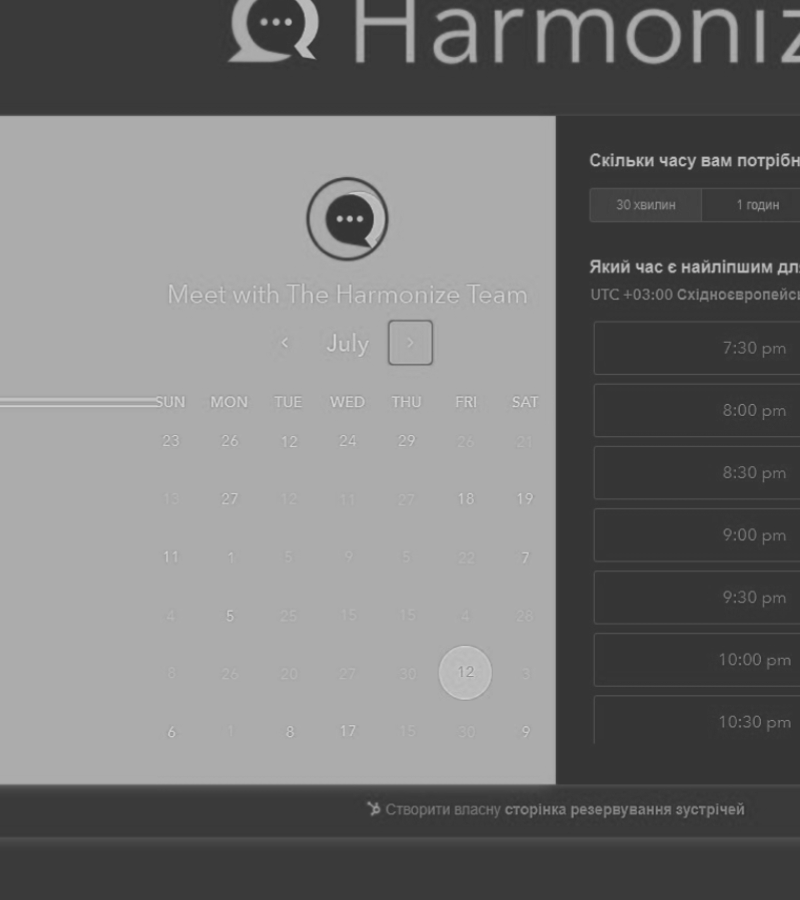 Harmoniz
Meet with The Harmonize Team
July
SUN MON TUE WED THU FRI SAT
23 26 12 24 29 26 21
13 27 12 11 27 18 19
11 1 5 9 5 22 7
4 5 25 15 15 4 28
8 26 20 27 30 12 3
6 1 8 17 15 30 9
Скільки часу вам потрібн
30 хвилин 1 годин
Який час є найліпшим дл
UTC +03:00 Східноєвропейсь
7:30 pm
8:00 pm
8:30 pm
9:00 pm
9:30 pm
10:00 pm
10:30 pm
Створити власну сторінка резервування зустрічей